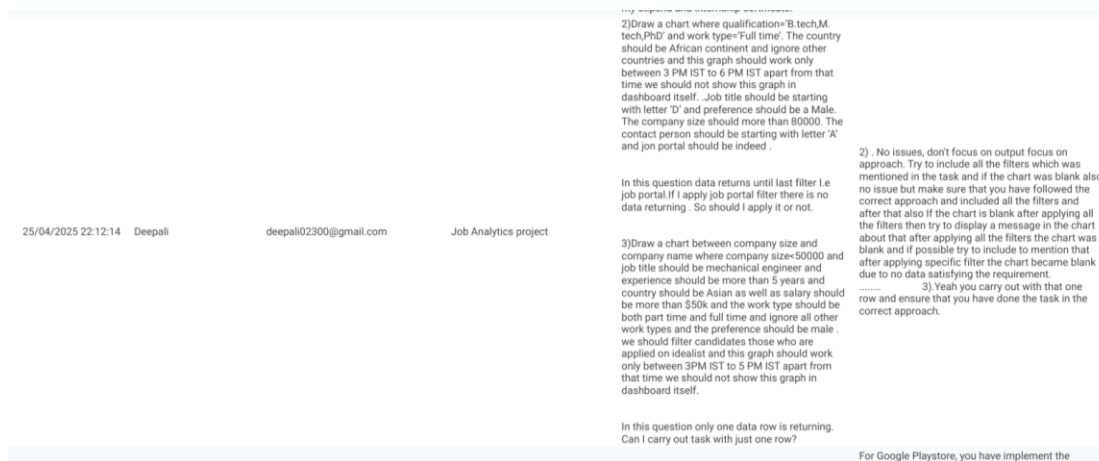 my stipend and internship certificate.
2)Draw a chart where qualification='B.tech,M.
tech,PhD' and work type='Full time'. The country
should be African continent and ignore other
countries and this graph should work only
between 3 PM IST to 6 PM IST apart from that
time we should not show this graph in
dashboard itself. .Job title should be starting
with letter 'D' and preference should be a Male.
The company size should more than 80000. The
contact person should be starting with letter 'A'
and jon portal should be indeed .
In this question data returns until last filter I.e
job portal.If I apply job portal filter there is no
data returning . So should I apply it or not.
25/04/2025 22:12:14 Deepali deepali02300@gmail.com Job Analytics project
3)Draw a chart between company size and
company name where company size<50000 and
job title should be mechanical engineer and
experience should be more than 5 years and
country should be Asian as well as salary should
be more than $50k and the work type should be
both part time and full time and ignore all other
work types and the preference should be male .
we should filter candidates those who are
applied on idealist and this graph should work
only between 3PM IST to 5 PM IST apart from
that time we should not show this graph in
dashboard itself.
In this question only one data row is returning.
Can I carry out task with just one row?
2) . No issues, don't focus on output focus on
approach. Try to include all the filters which was
mentioned in the task and if the chart was blank also
no issue but make sure that you have followed the
correct approach and included all the filters and
after that also If the chart is blank after applying all
the filters then try to display a message in the chart
about that after applying all the filters the chart was
blank and if possible try to include to mention that
after applying specific filter the chart became blank
due to no data satisfying the requirement.
........ 3).Yeah you carry out with that one
row and ensure that you have done the task in the
correct approach.
For Google Playstore, you have implement the